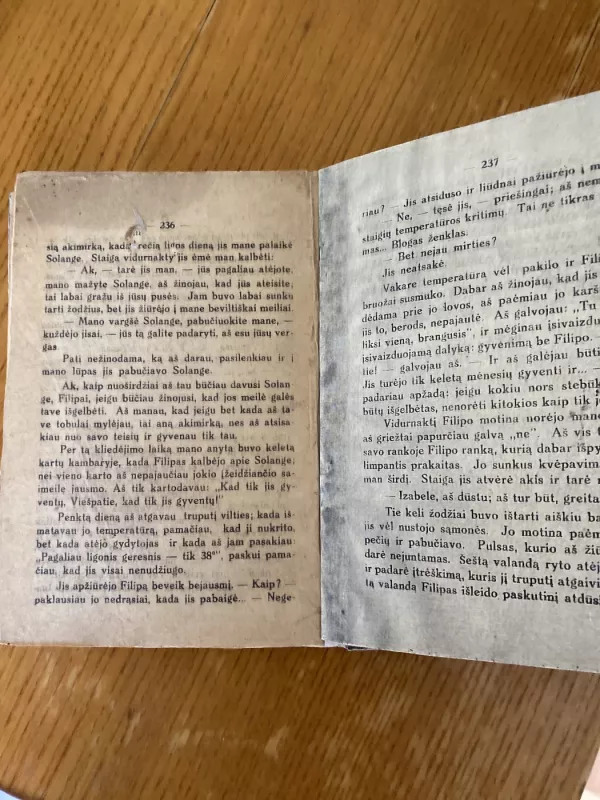 — 236 —
sią akimirką, kada trečią ligos dieną jis mane palaikė
Solange. Staiga vidurnaktį jis ėmė man kalbėti:
— Ak, — tarė jis man, — jūs pagaliau atėjote,
mano mažyte Solange, aš žinojau, kad jūs ateisite,
tai labai gražu iš jūsų pusės. Jam buvo labai sunku
tarti žodžius, bet jis žiūrėjo į mane beviltiškai meiliai.
— Mano vargše Solange, pabučiuokite mane, —
kuždėjo jisai, — jūs tą galite padaryti, aš esu jūsų ver-
gas.
Pati nežinodama, ką aš darau, pasilenkiau ir į
mano lūpas jis pabučiavo Solange.
Ak, kaip nuoširdžiai aš tau būčiau davusi Solan-
ge, Filipai, jeigu būčiau žinojusi, kad jos meilė galės
tave išgelbėti. Aš manau, kad jeigu bet kada aš ta-
ve tobulai mylėjau, tai aną akimirką, nes aš atsisa-
kiau nuo savo teisių ir gyvenau tik tau.
Per tą kliedėjimo laiką mano anyta buvo keletą
kartų kambaryje, kada Filipas kalbėjo apie Solange;
nei vieno karto aš nepajaučiau jokio įžeidžiančio sa-
meilę jausmo. Aš tik kartodavau: „Kad tik jis gy-
ventų, Viešpatie, kad tik jis gyventų!“
Penktą dieną aš atgavau truputį vilties; kada iš-
matavau jo temperatūrą, pamačiau, kad ji nukrito,
bet kada atėjo gydytojas ir kada aš jam pasakiau
„Pagaliau ligonis geresnis — tik 38°“, paskui pama-
čiau, kad jis visai nenudžiugo.
Jis apžiūrėjo Filipą beveik bejausmį. — Kaip? —
paklausiau jo nedrąsiai, kada jis pabaigė... — Nege-
— 237 —
riau? — Jis atsiduso ir liūdnai pažiūrėjo į m
— Ne, — tęsė jis, — priešingai; aš nem
staigių temperatūros kritimų. Tai ne tikras
mas... Blogas ženklas.
— Bet nejau mirties?
Jis neatsakė.
Vakare temperatūra vėl pakilo ir Fili
bruožai susmuko. Dabar aš žinojau, kad jis
dėdama prie jo lovos, aš paėmiau jo karš
jis to, berods, nepajautė. Aš galvojau: „Tu
liksi vieną, brangusis“, ir mėginau įsivaizdu
įsivaizduojamą dalyką: gyvenimą be Filipo. —
tie! — galvojau aš. — Ir aš galėjau būti
Jis turėjo tik keletą mėnesių gyventi ir... —
padariau apžadą: jeigu kokiu nors stebūk
būtų išgelbėtas, nenorėti kitokios kaip tik jo
Vidurnaktį Filipo motina norėjo mane
aš griežtai papurčiau galvą „ne“. Aš vis t
savo rankoje Filipo ranką, kurią dabar išpy
limpantis prakaitas. Jo sunkus kvėpavima
man širdį. Staiga jis atvėrė akis ir tarė m
— Izabele, aš dūstu; aš tur būt, greitai
Tie keli žodžiai buvo ištarti aiškiu ba
jis vėl nustojo sąmonės. Jo motina paėm
pečių ir pabučiavo. Pulsas, kurio aš žiū
darė nejuntamas. Šeštą valandą ryto atėj
ir padarė įtrėškimą, kuris jį truputį atgaivi
tą valandą Filipas išleido paskutinį atdūs